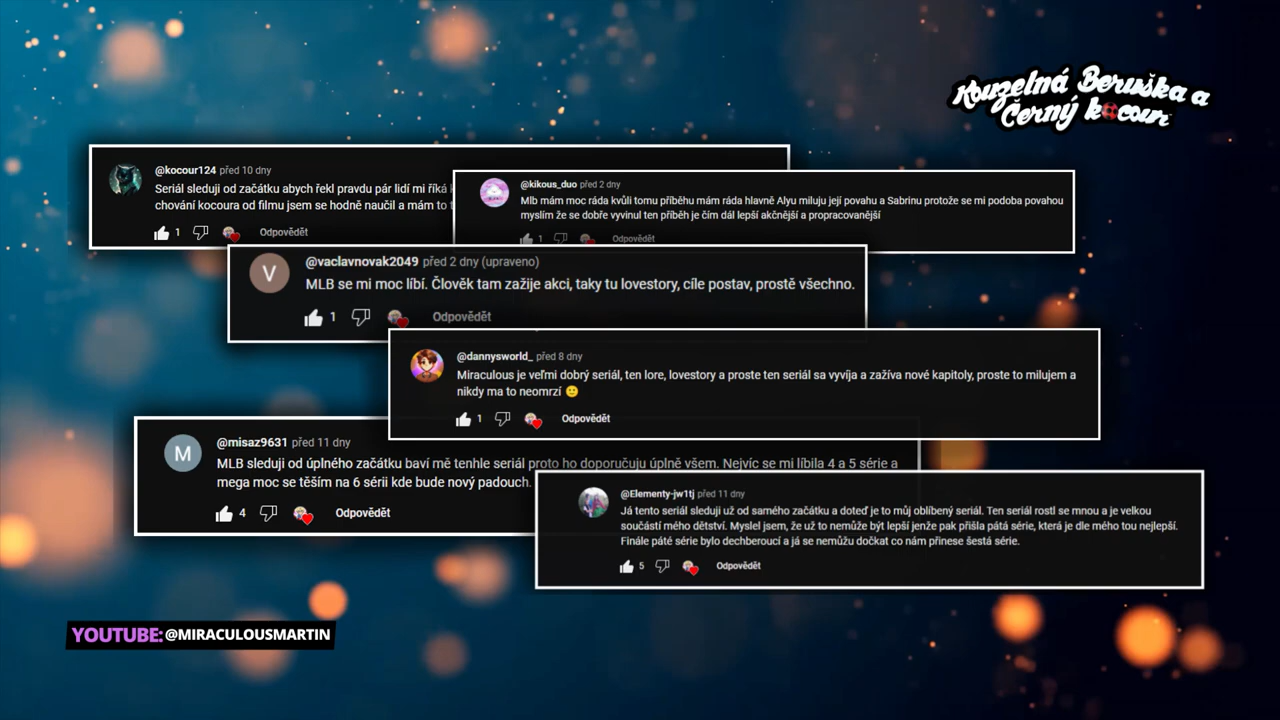 Kouzelná Beruška a
Černý kocour
@kocour124 před 10 dny
Seriál sleduji od začátku abych řekl pravdu pár lidí mi říká
chování kocoura od filmu jsem se hodně naučil a mám to
1 Odpovědět
@kikous_duo před 2 dny
Mlb mám moc ráda kvůli tomu příběhu mám ráda hlavně Alyu miluju její povahu a Sabrinu protože se mi podoba povahou
myslím že se dobře vyvinul ten příběh je čím dál lepší akčnější a propracovanější
1 Odpovědět
V
@vaclavnovak2049 před 2 dny (upraveno)
MLB se mi moc líbí. Člověk tam zažije akci, taky tu lovestory, cíle postav, prostě všechno.
1 Odpovědět
@dannysworld_ před 8 dny
Miraculous je veľmi dobrý seriál, ten lore, lovestory a proste ten seriál sa vyvíja a zažíva nové kapitoly, proste to milujem a
nikdy ma to neomrzí 🙂
1 Odpovědět
M
@misaz9631 před 11 dny
MLB sleduji od úplného začátku baví mě tenhle seriál proto ho doporučuju úplně všem. Nejvíc se mi líbila 4 a 5 série a
mega moc se těším na 6 sérii kde bude nový padouch.
4 Odpovědět
@Elementy-jw1tj před 11 dny
Já tento seriál sleduji už od samého začátku a doteď je to můj oblíbený seriál. Ten seriál rostl se mnou a je velkou
součástí mého dětství. Myslel jsem, že už to nemůže být lepší jenže pak přišla pátá série, která je dle mého tou nejlepší.
Finále páté série bylo dechberoucí a já se nemůžu dočkat co nám přinese šestá série.
5 Odpovědět
YOUTUBE: @MIRACULOUSMARTIN